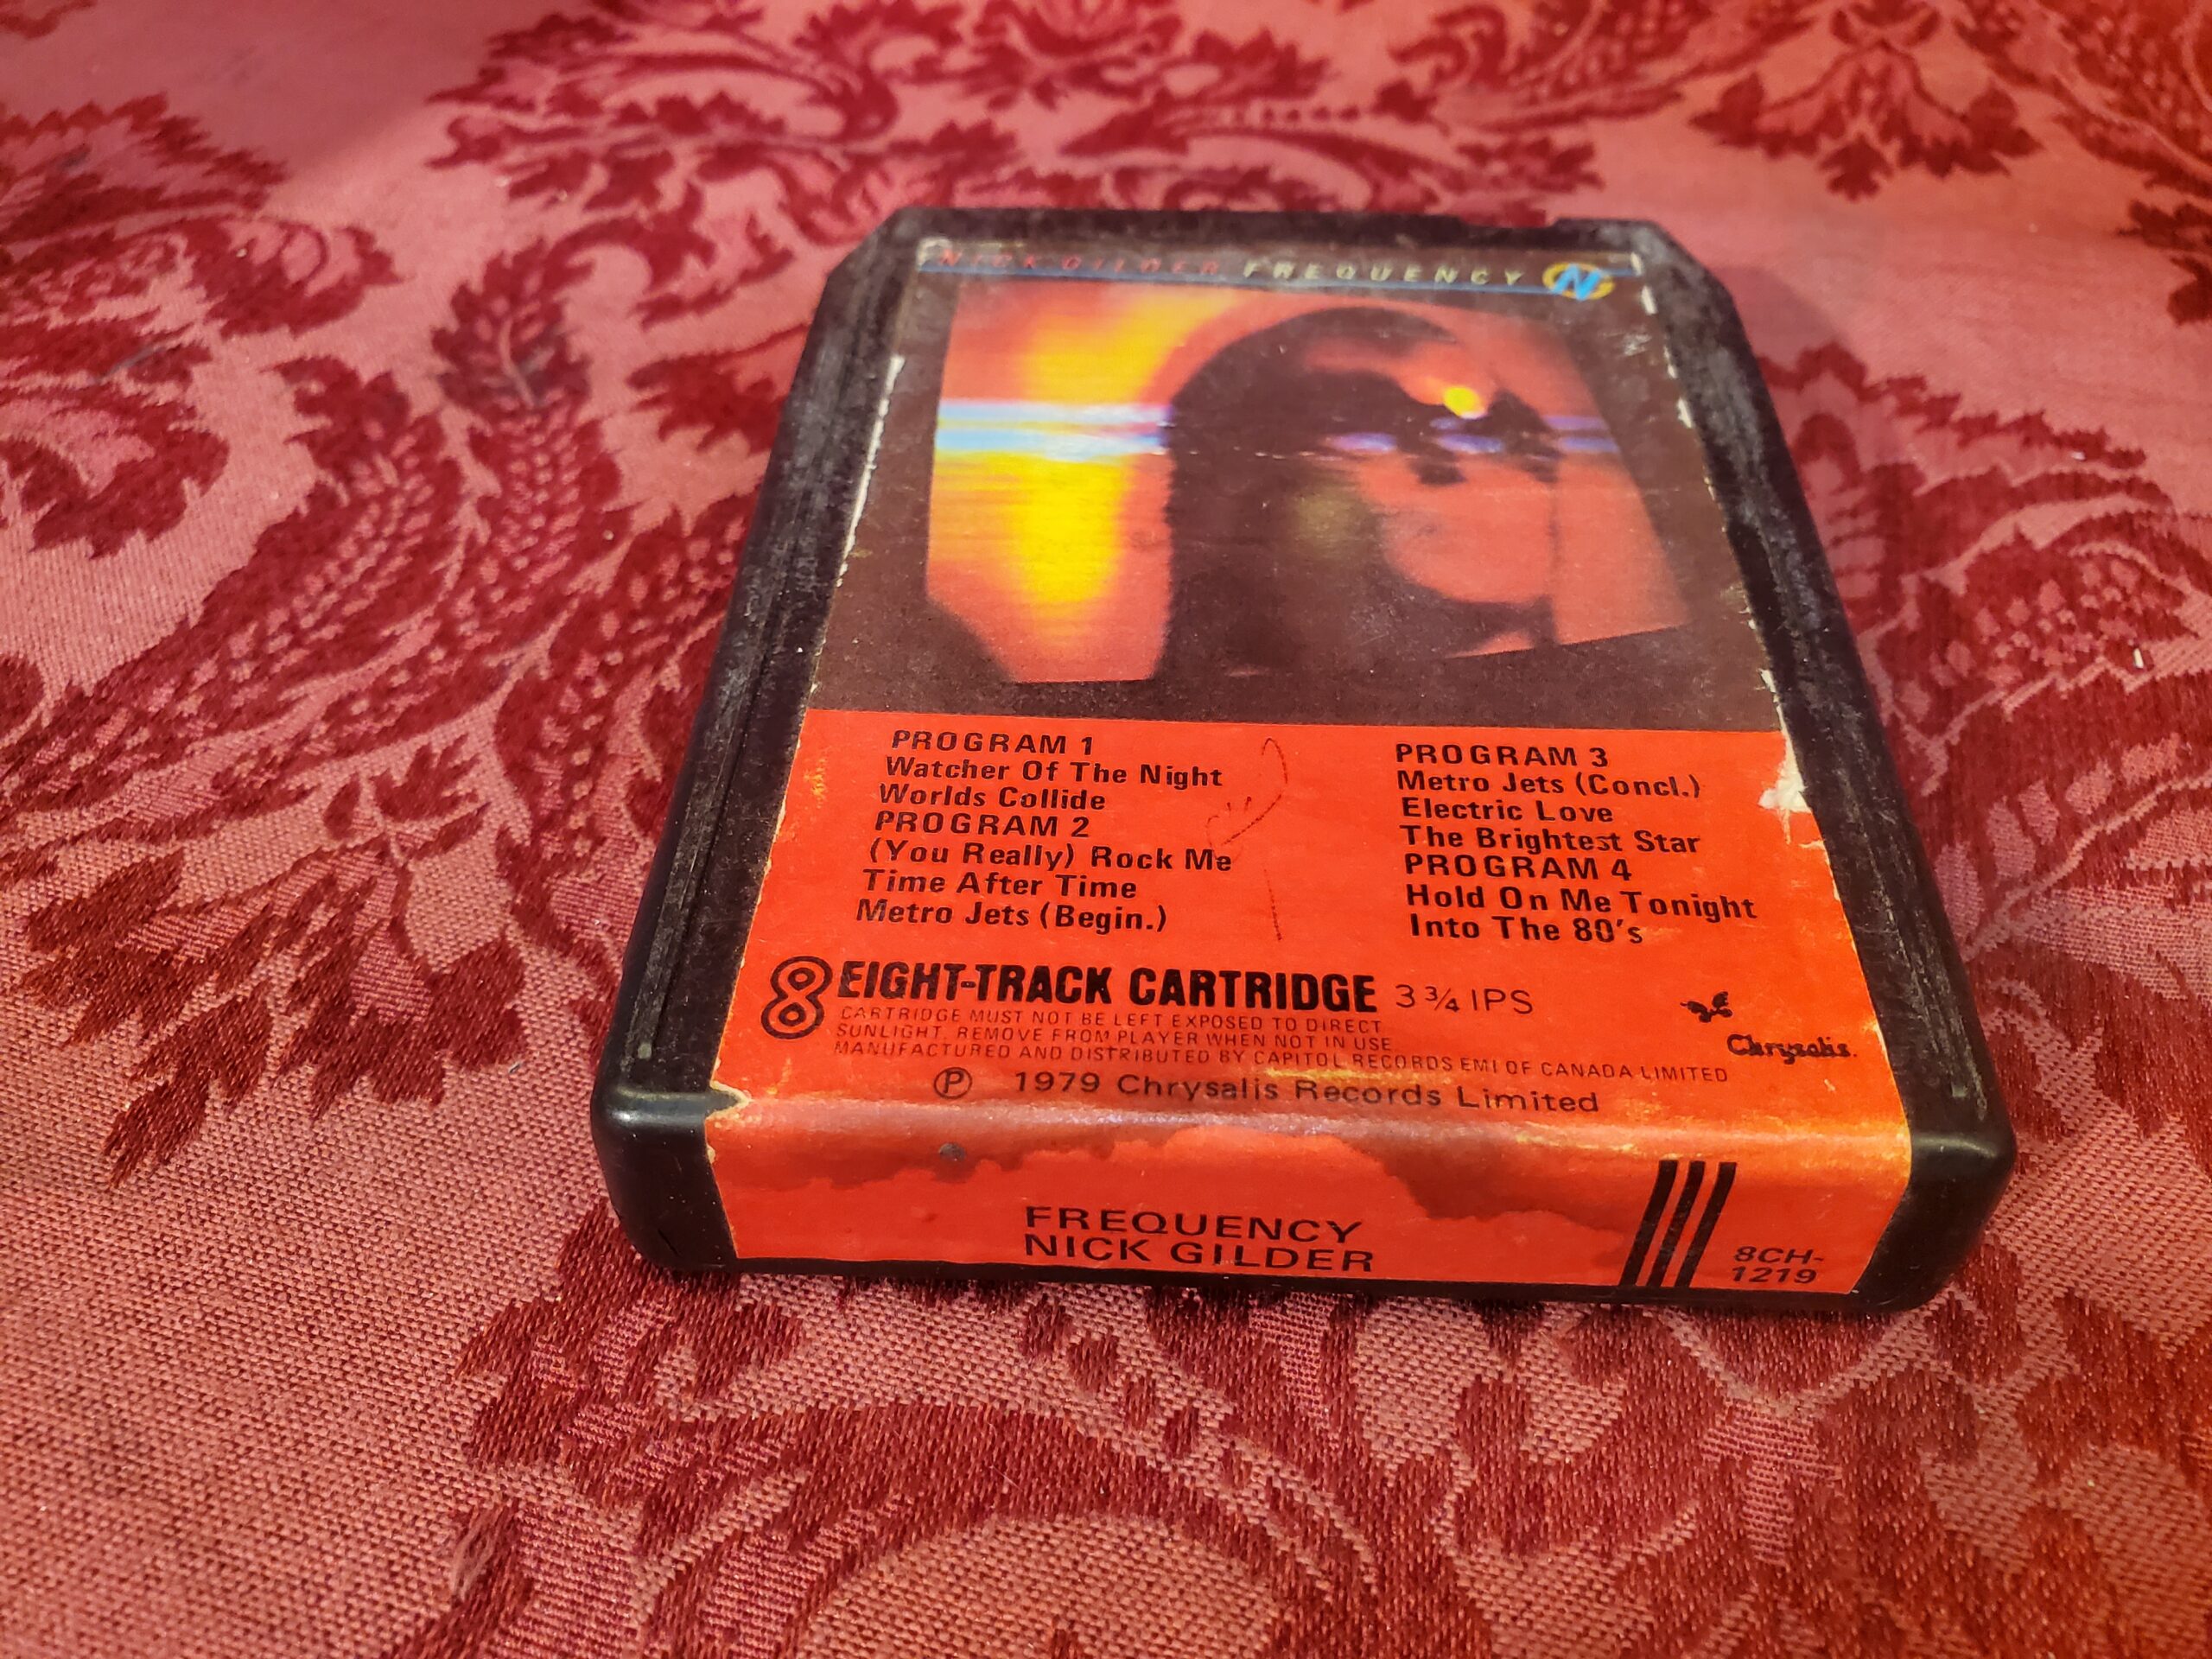 NICK GILDER FREQUENCY N
PROGRAM 1
Watcher Of The Night
Worlds Collide
PROGRAM 2
(You Really) Rock Me
Time After Time
Metro Jets (Begin.)
PROGRAM 3
Metro Jets (Concl.)
Electric Love
The Brightest Star
PROGRAM 4
Hold On Me Tonight
Into The 80's
8 EIGHT-TRACK CARTRIDGE 3 3/4 IPS
CARTRIDGE MUST NOT BE LEFT EXPOSED TO DIRECT
SUNLIGHT. REMOVE FROM PLAYER WHEN NOT IN USE
MANUFACTURED AND DISTRIBUTED BY CAPITOL RECORDS EMI OF CANADA LIMITED
Chrysalis.
Ⓟ 1979 Chrysalis Records Limited
FREQUENCY
NICK GILDER
8CH-
1219